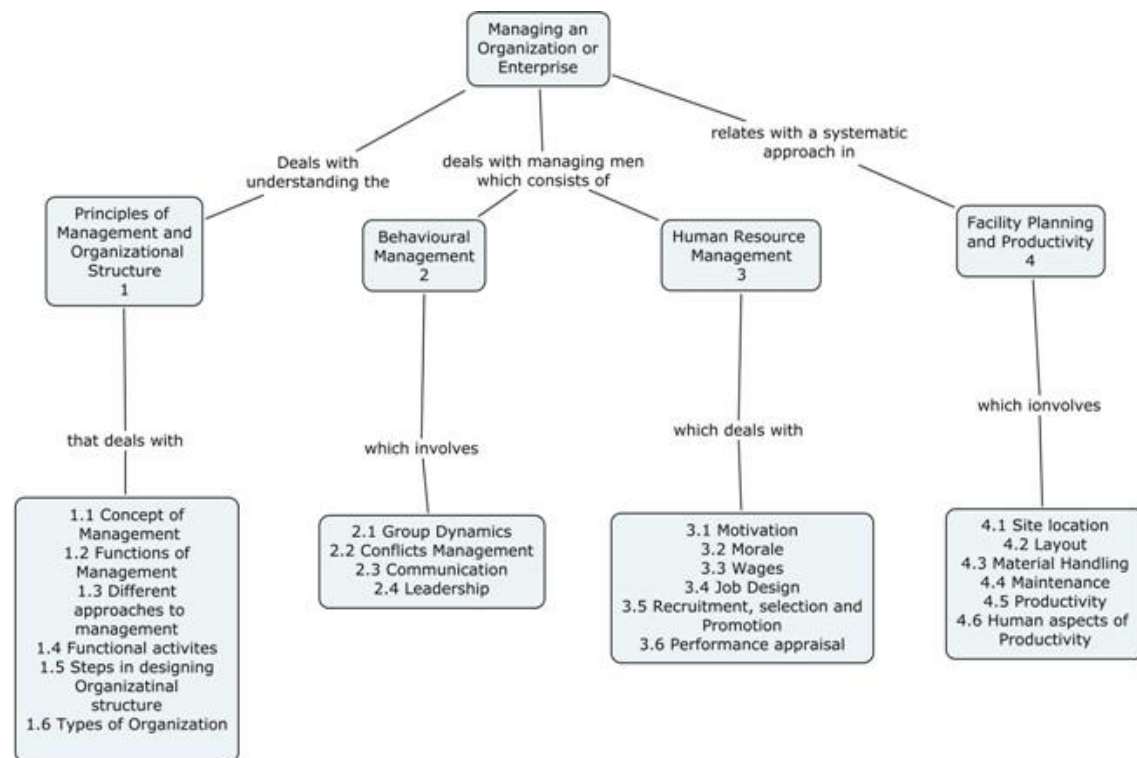 Managing an
Organization or
Enterprise
relates with a systematic
approach in
Deals with
understanding the
deals with managing men
which consists of
Principles of
Management and
Organizational
Structure
1
Behavioural
Management
2
Human Resource
Management
3
Facility Planning
and Productivity
4
that deals with
which involves
which deals with
which ionvolves
1.1 Concept of
Management
1.2 Functions of
Management
1.3 Different
approaches to
management
1.4 Functional activites
1.5 Steps in designing
Organizatinal
structure
1.6 Types of Organization
2.1 Group Dynamics
2.2 Conflicts Management
2.3 Communication
2.4 Leadership
3.1 Motivation
3.2 Morale
3.3 Wages
3.4 Job Design
3.5 Recruitment, selection and
Promotion
3.6 Performance appraisal
4.1 Site location
4.2 Layout
4.3 Material Handling
4.4 Maintenance
4.5 Productivity
4.6 Human aspects of
Productivity